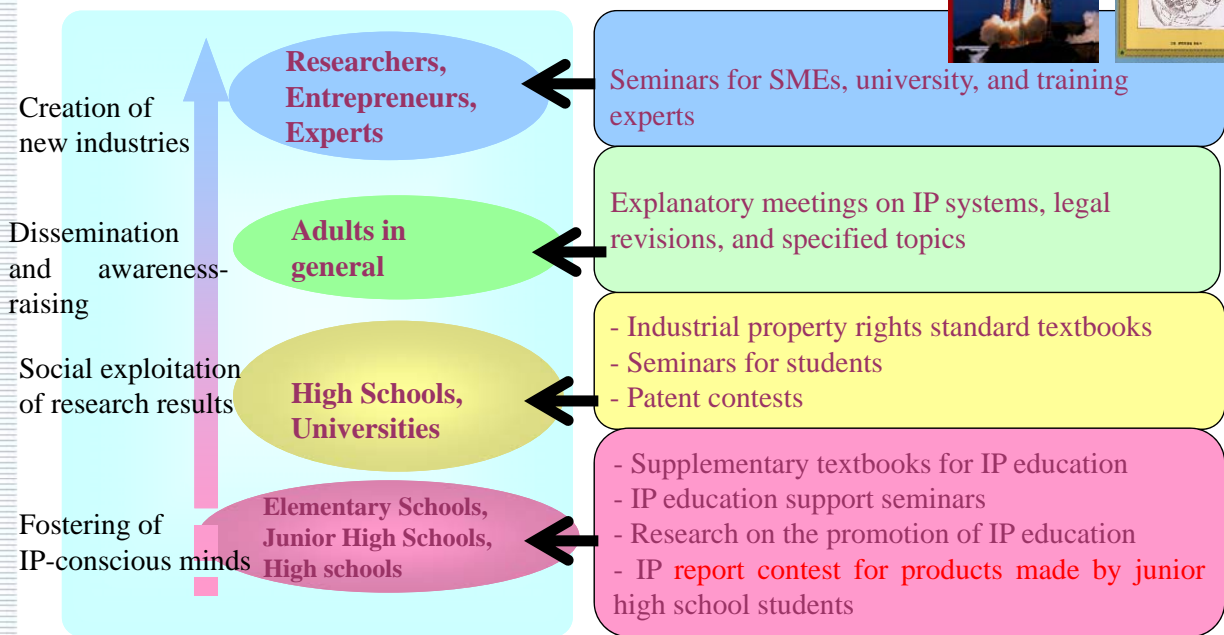 Creation of
new industries
Researchers,
Entrepreneurs,
Experts
Seminars for SMEs, university, and training
experts
Dissemination
and awareness-
raising
Adults in
general
Explanatory meetings on IP systems, legal
revisions, and specified topics
Social exploitation
of research results
High Schools,
Universities
- Industrial property rights standard textbooks
- Seminars for students
- Patent contests
Fostering of
IP-conscious minds
Elementary Schools,
Junior High Schools,
High schools
- Supplementary textbooks for IP education
- IP education support seminars
- Research on the promotion of IP education
- IP report contest for products made by junior
high school students